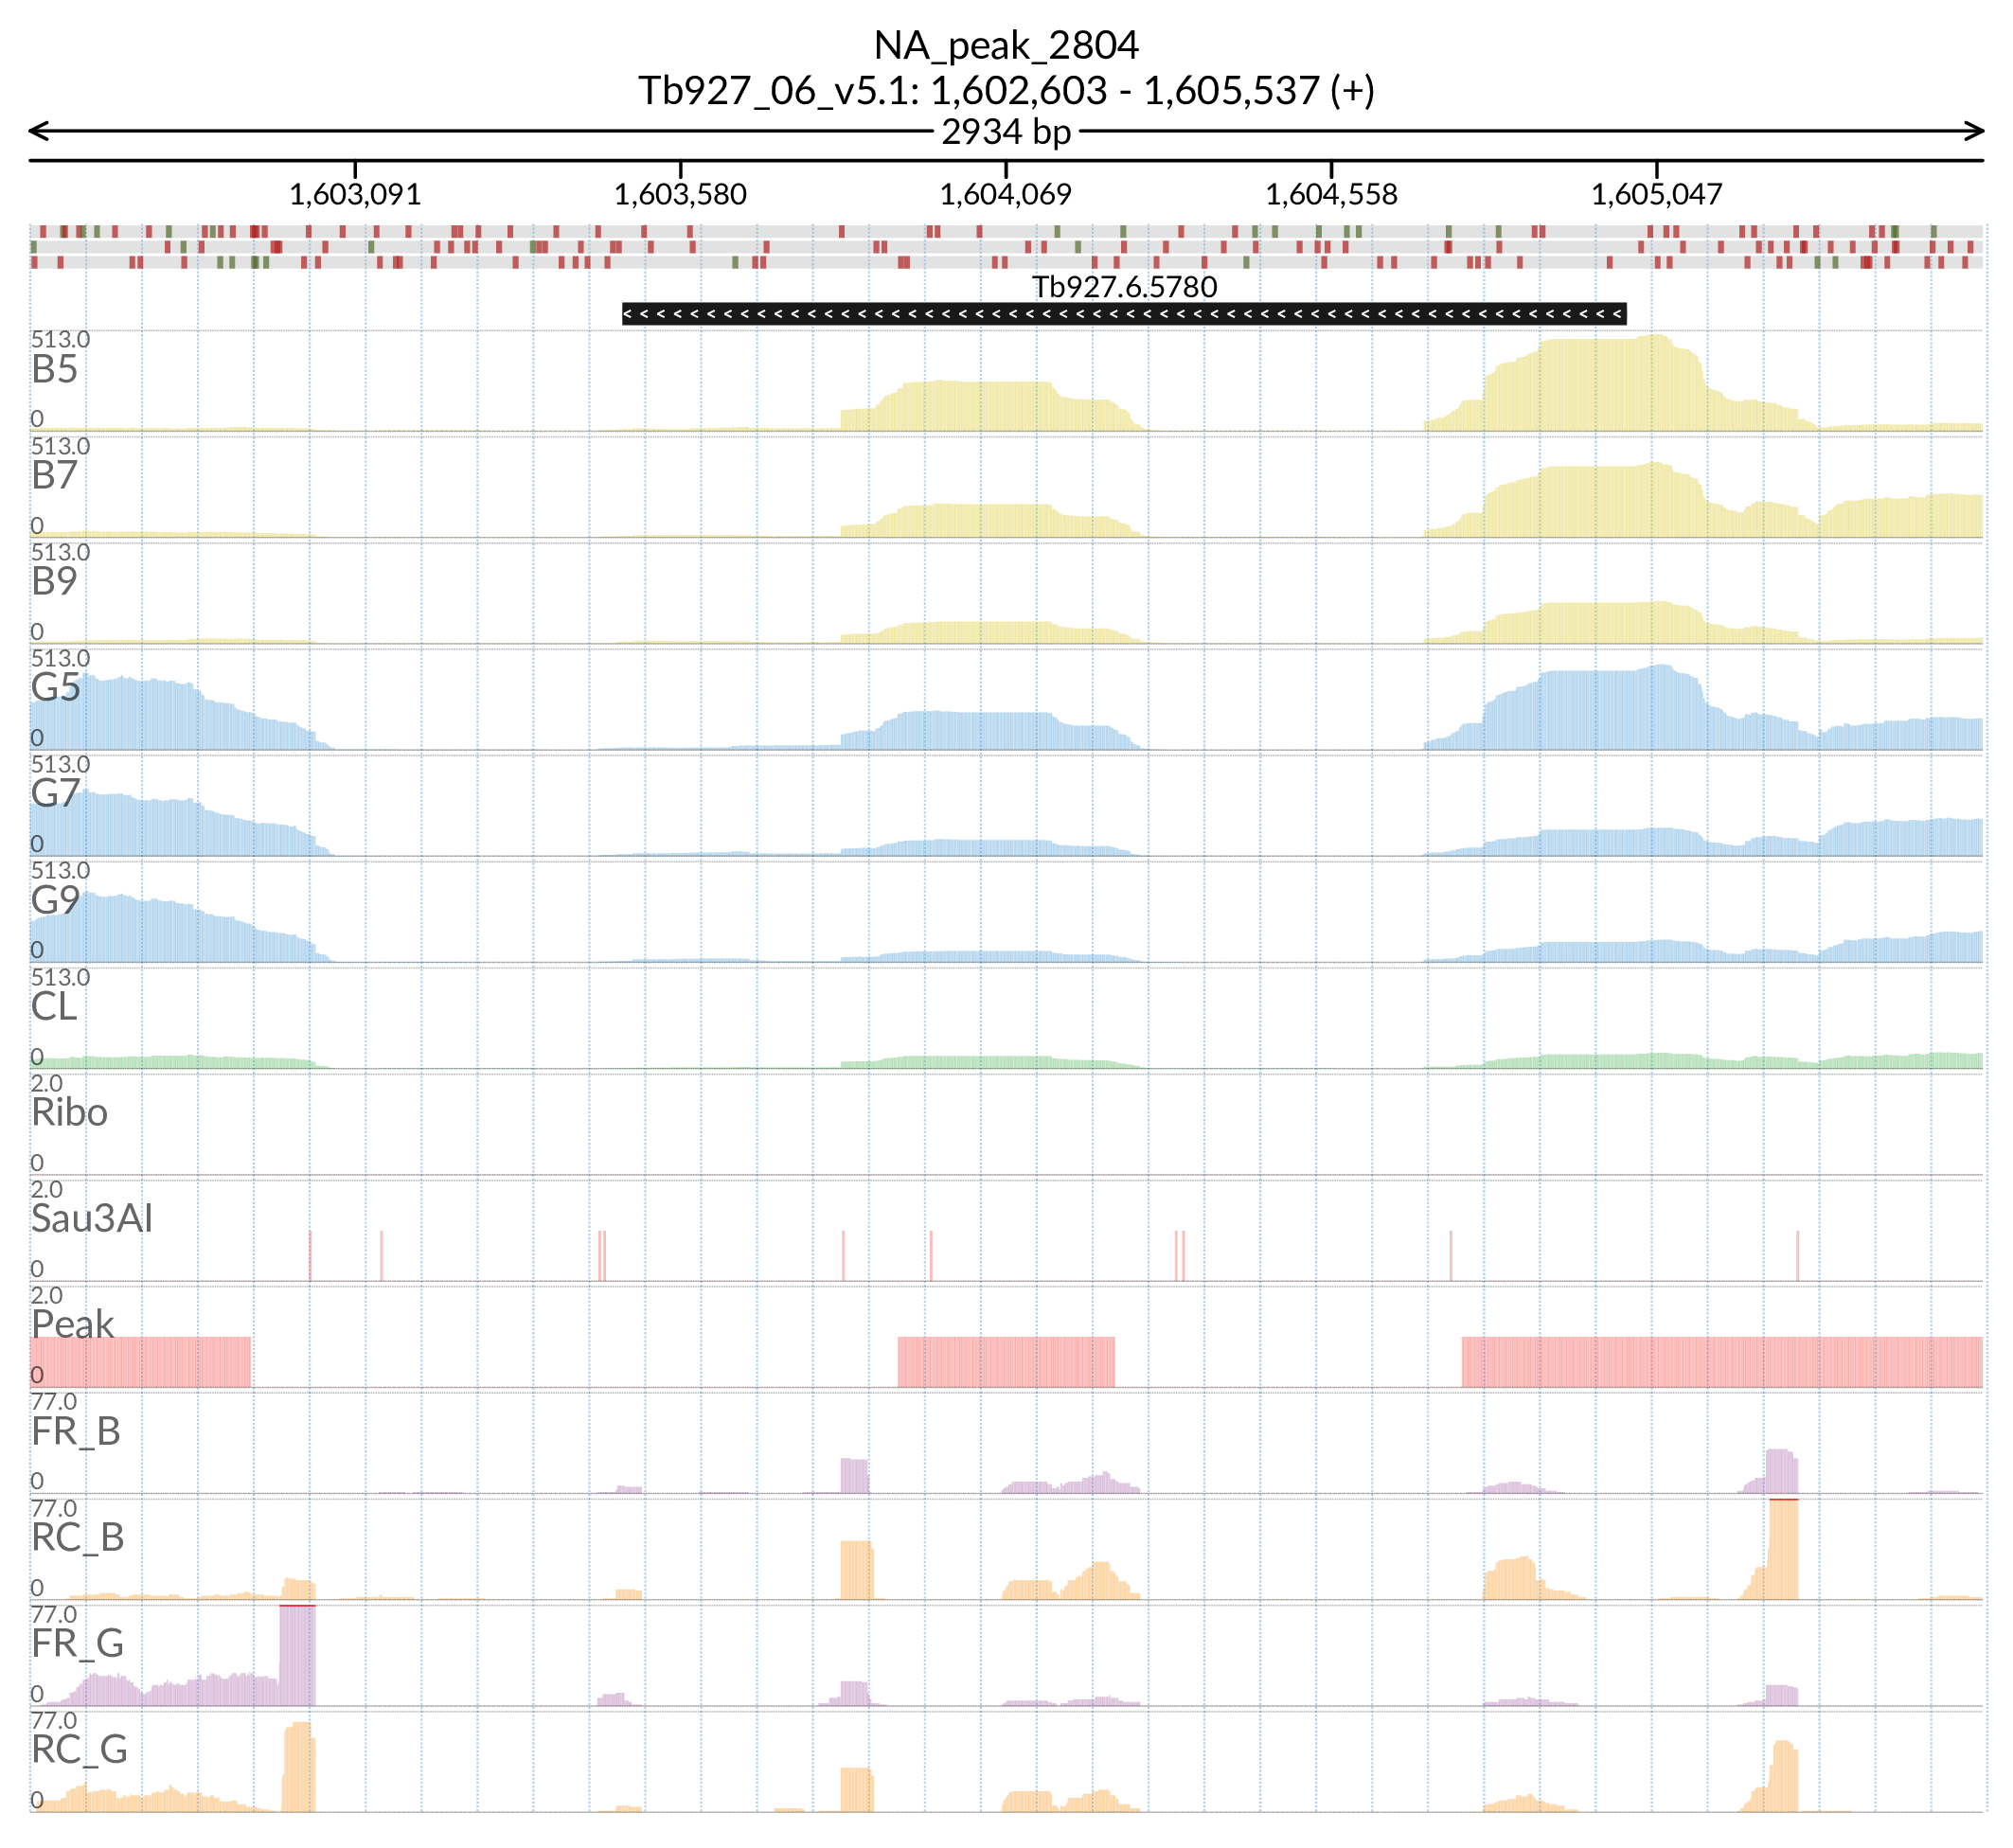 NA_peak_2804
Tb927_06_v5.1: 1,602,603 - 1,605,537 (+)
2934 bp
1,603,091 1,603,580 1,604,069 1,604,558 1,605,047
Tb927.6.5780
513.0
B5
0
513.0
B7
0
513.0
B9
0
513.0
G5
0
513.0
G7
0
513.0
G9
0
513.0
CL
0
2.0
Ribo
0
2.0
Sau3AI
0
2.0
Peak
0
77.0
FR_B
0
77.0
RC_B
0
77.0
FR_G
0
77.0
RC_G
0